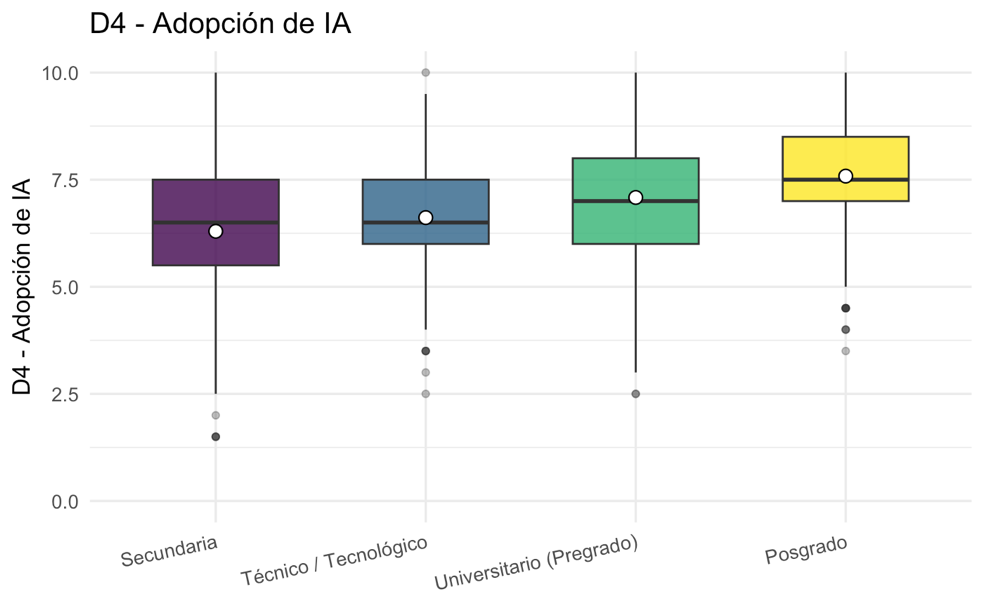 D4 - Adopción de IA
D4 - Adopción de IA
10.0
7.5
5.0
2.5
0.0
Secundaria
Técnico / Tecnológico
Universitario (Pregrado)
Posgrado